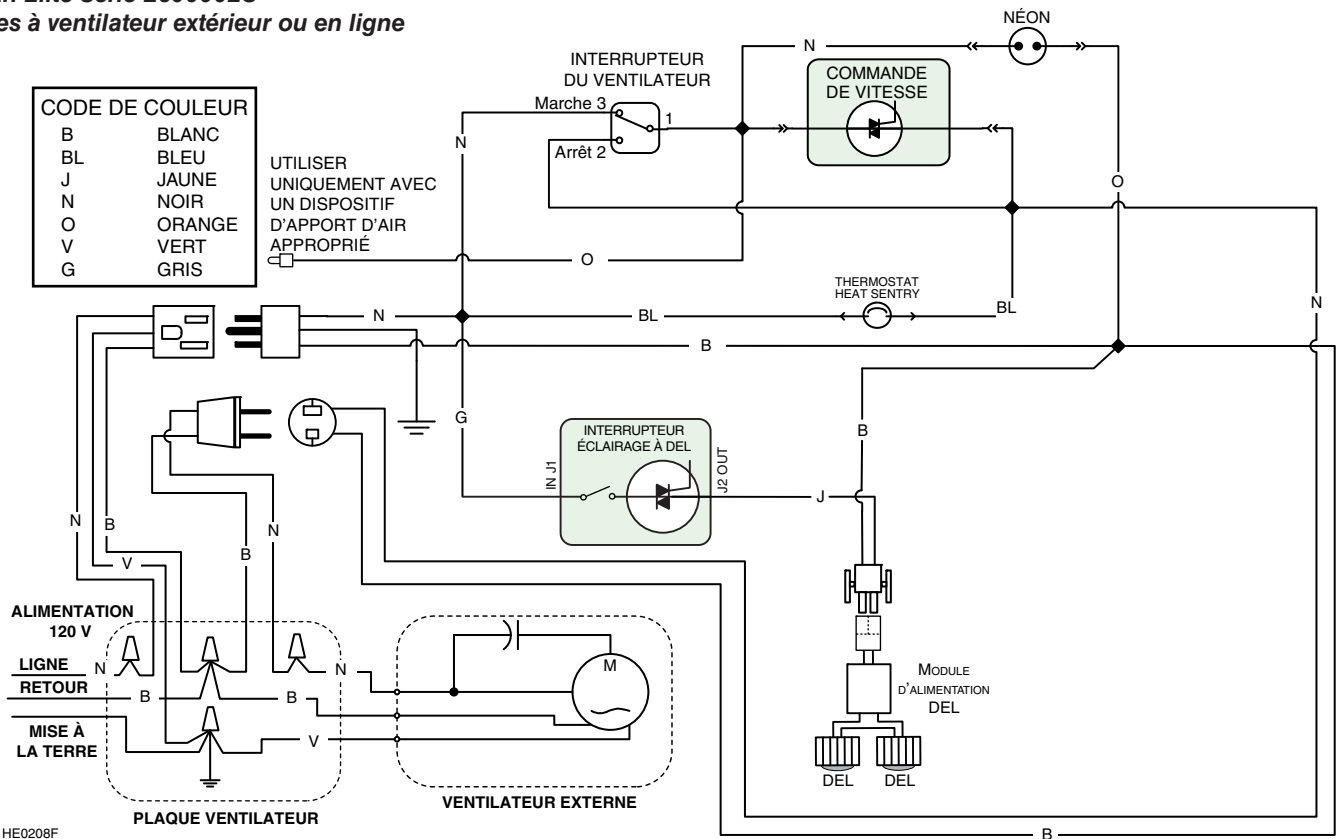 es à ventilateur extérieur ou en ligne
CODE DE COULEUR
B BLANC
BL BLEU
J JAUNE
N NOIR
O ORANGE
V VERT
G GRIS
UTILISER
UNIQUEMENT AVEC
UN DISPOSITIF
D'APPORT D'AIR
APPROPRIÉ
INTERRUPTEUR
DU VENTILATEUR
Marche 3
1
Arrêt 2
N
NÉON
COMMANDE
DE VITESSE
N
O
O
THERMOSTAT
HEAT SENTRY
N
BL
BL
N
B
G
INTERRUPTEUR
ÉCLAIRAGE À DEL
IN J1
J2 OUT
B
J
N
B
N
B
V
ALIMENTATION
120 V
LIGNE
N
N
RETOUR
B
B
MISE À
LA TERRE
V
M
MODULE
D'ALIMENTATION
DEL
DEL
DEL
PLAQUE VENTILATEUR
VENTILATEUR EXTERNE
B
HE0208F